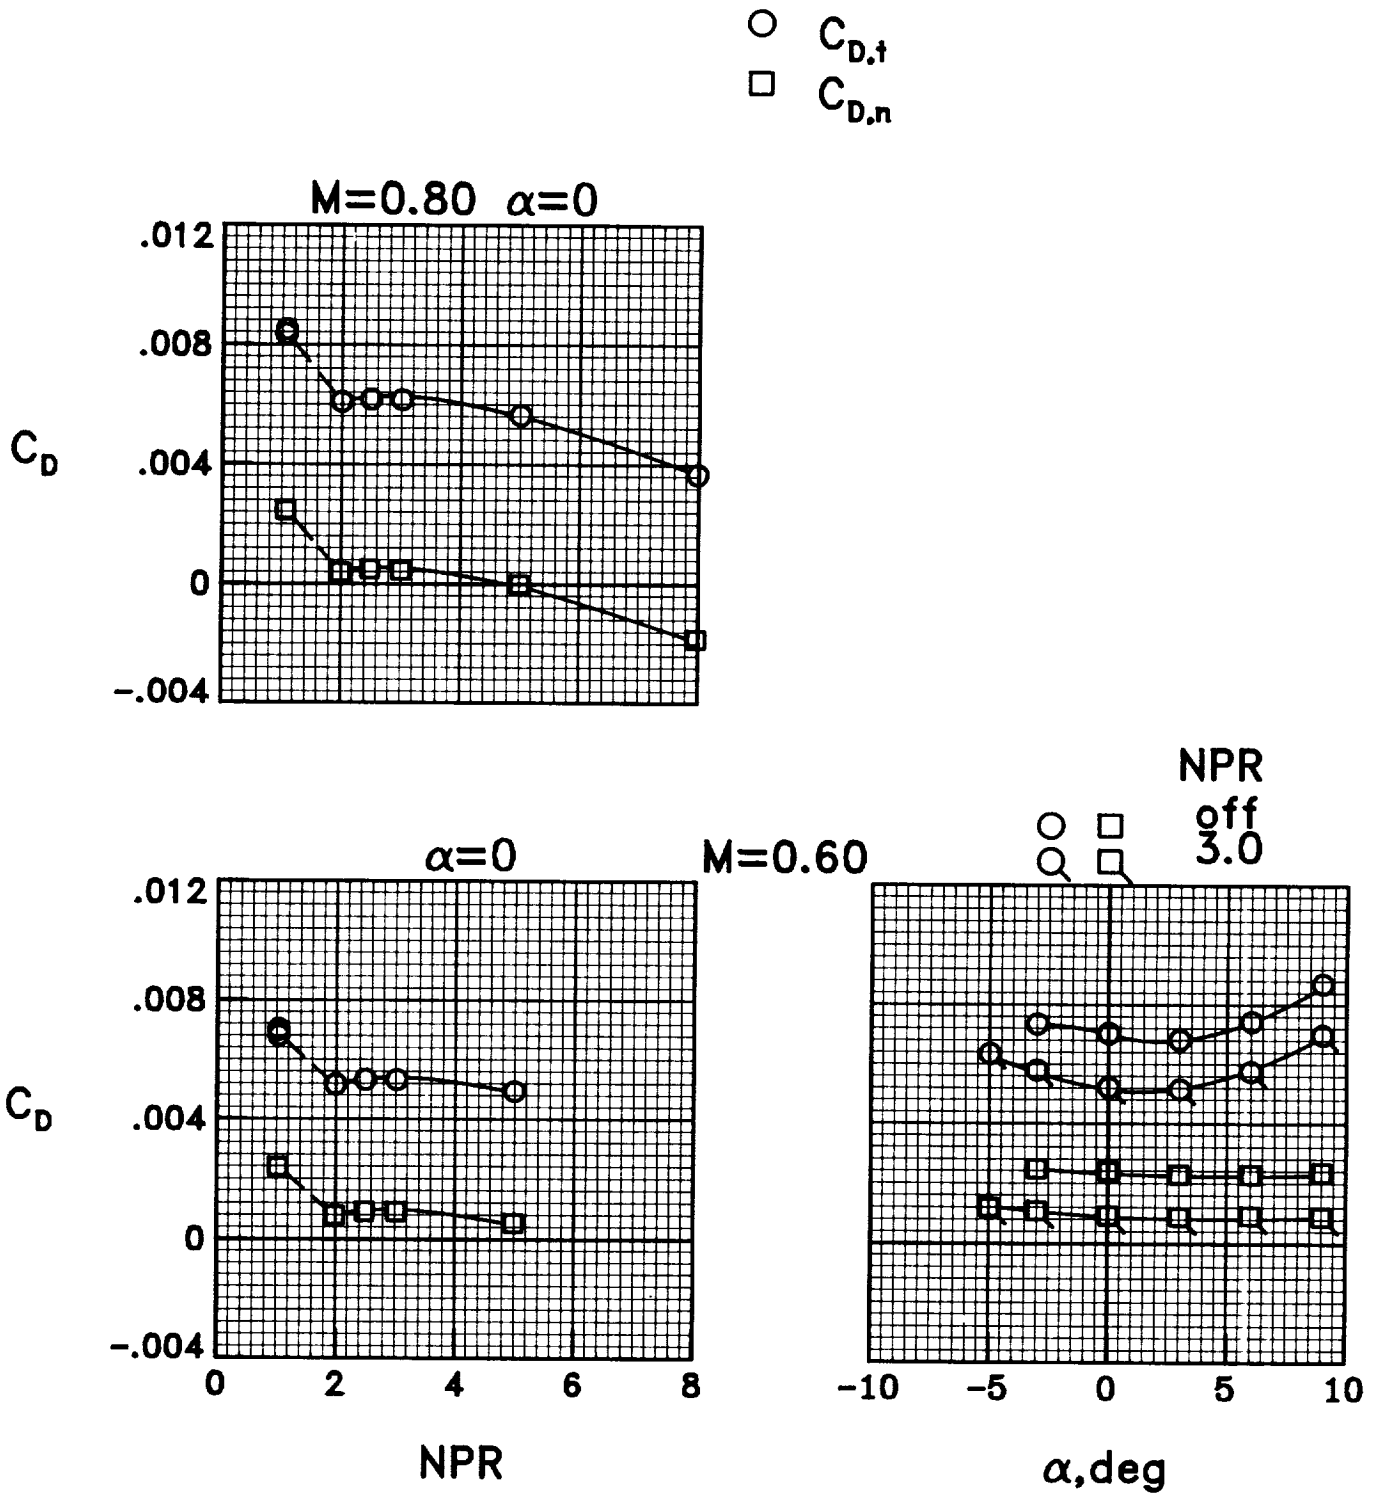 C_D,t
C_D,n
M=0.80 α=0
.012
.008
.004
0
-.004
C_D
NPR
off
3.0
α=0
M=0.60
.012
.008
.004
0
-.004
C_D
0 2 4 6 8
NPR
-10 -5 0 5 10
α,deg